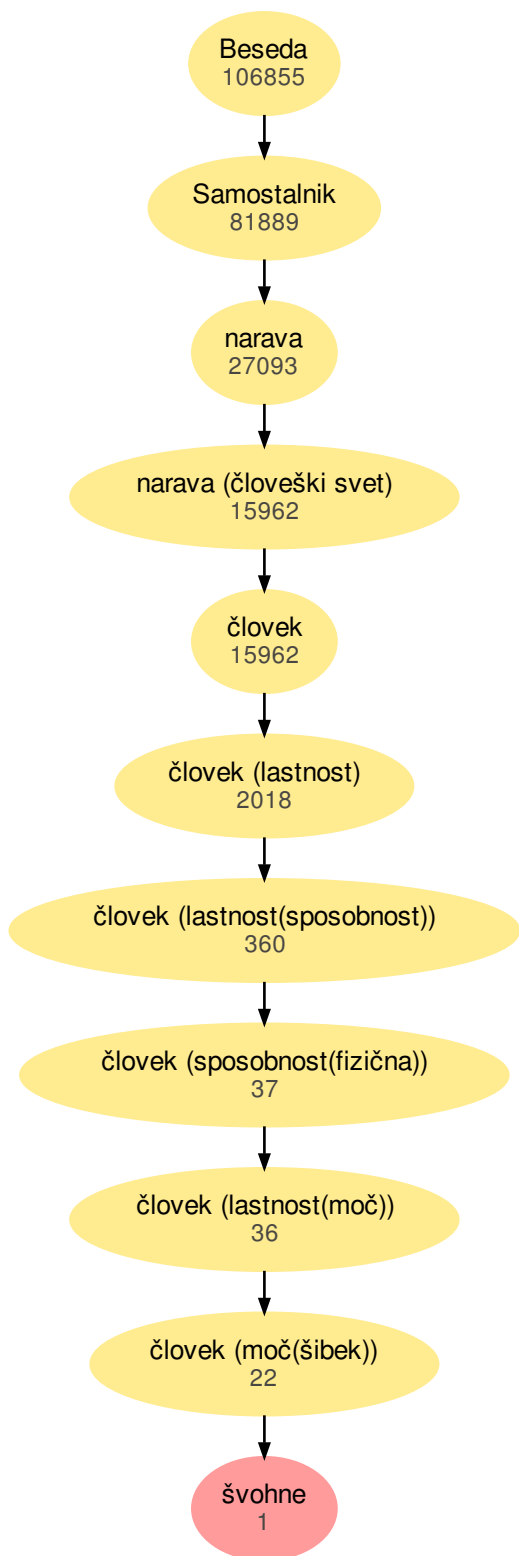 Beseda
106855
Samostalnik
81889
narava
27093
narava (človeški svet)
15962
človek
15962
človek (lastnost)
2018
človek (lastnost(sposobnost))
360
človek (sposobnost(fizična))
37
človek (lastnost(moč))
36
človek (moč(šibek))
22
švohne
1